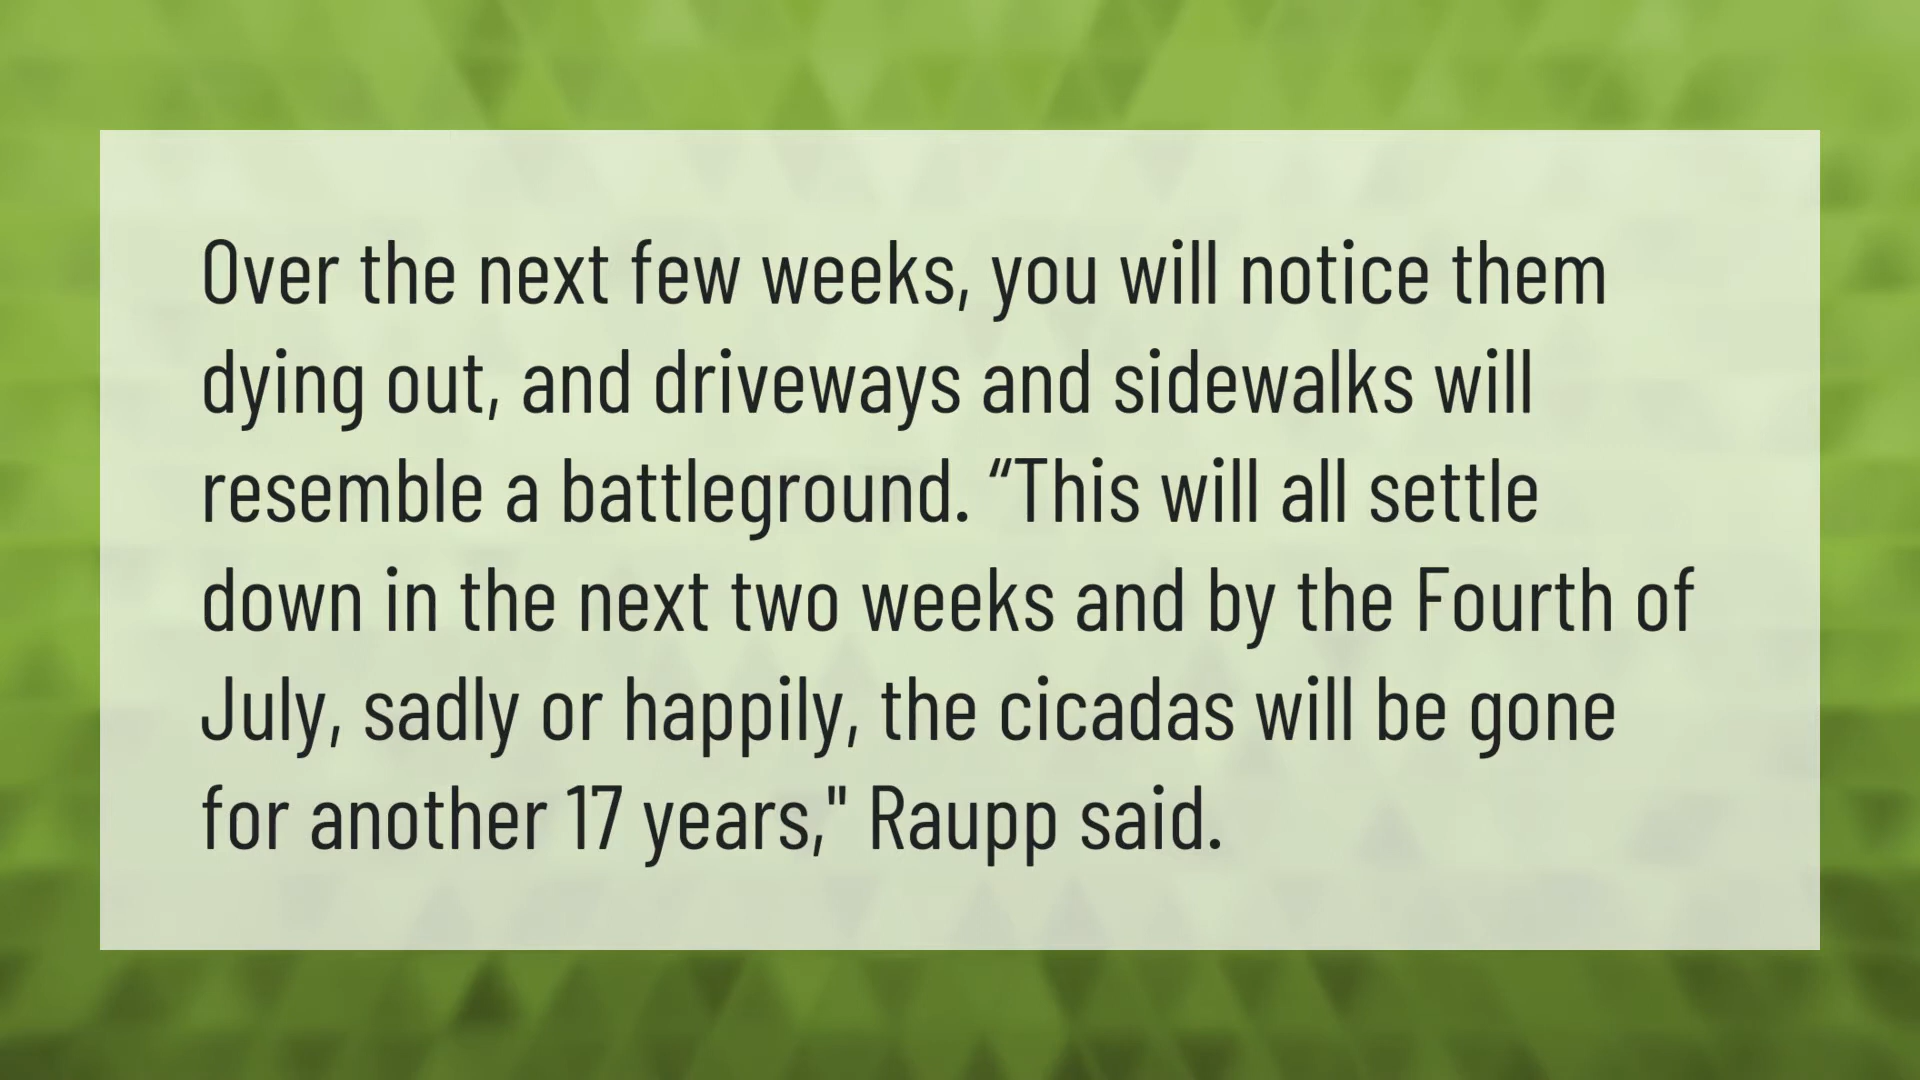 Over the next few weeks, you will notice them
dying out, and driveways and sidewalks will
resemble a battleground. “This will all settle
down in the next two weeks and by the Fourth of
July, sadly or happily, the cicadas will be gone
for another 17 years," Raupp said.